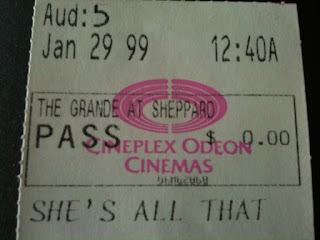 Aud:5
Jan 29 99 12:40A
THE GRANDE AT SHEPPARD
PASS $ 0.00
CINEPLEX ODEON
CINEMAS
SHE'S ALL THAT